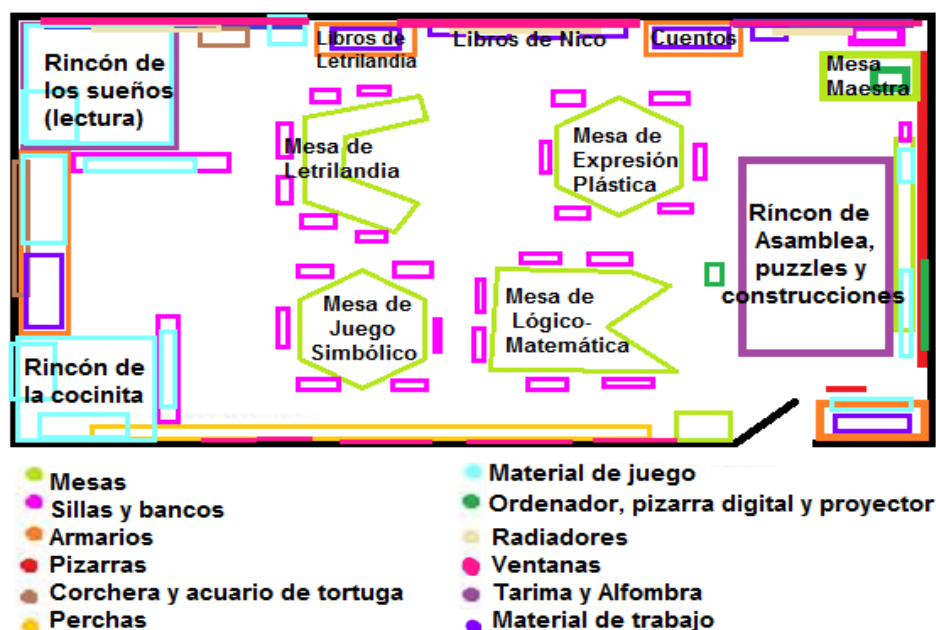 Rincón de
los sueños
(lectura)
Libros de
Letrilandia
Libros de Nico
Cuentos
Mesa
Maestra
Mesa de
Letrilandia
Mesa de
Expresión
Plástica
Ríncon de
Asamblea,
puzzles y
construcciones
Mesa de
Juego
Simbólico
Mesa de
Lógico-
Matemática
Rincón de
la cocinita
Mesas
Sillas y bancos
Armarios
Pizarras
Corchera y acuario de tortuga
Perchas
Material de juego
Ordenador, pizarra digital y proyector
Radiadores
Ventanas
Tarima y Alfombra
Material de trabajo